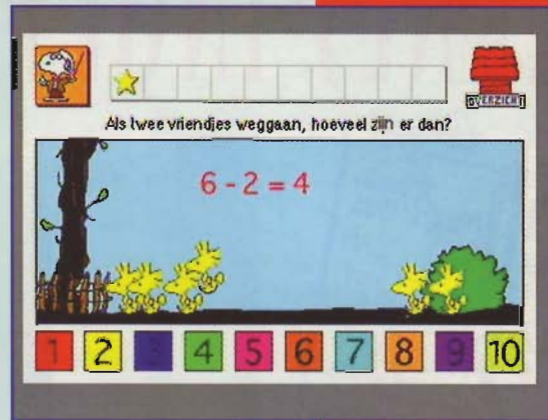 OVERZICHT
Als twee vriendjes weggaan, hoeveel zijn er dan?
6 - 2 = 4
1 2 3 4 5 6 7 8 9 10